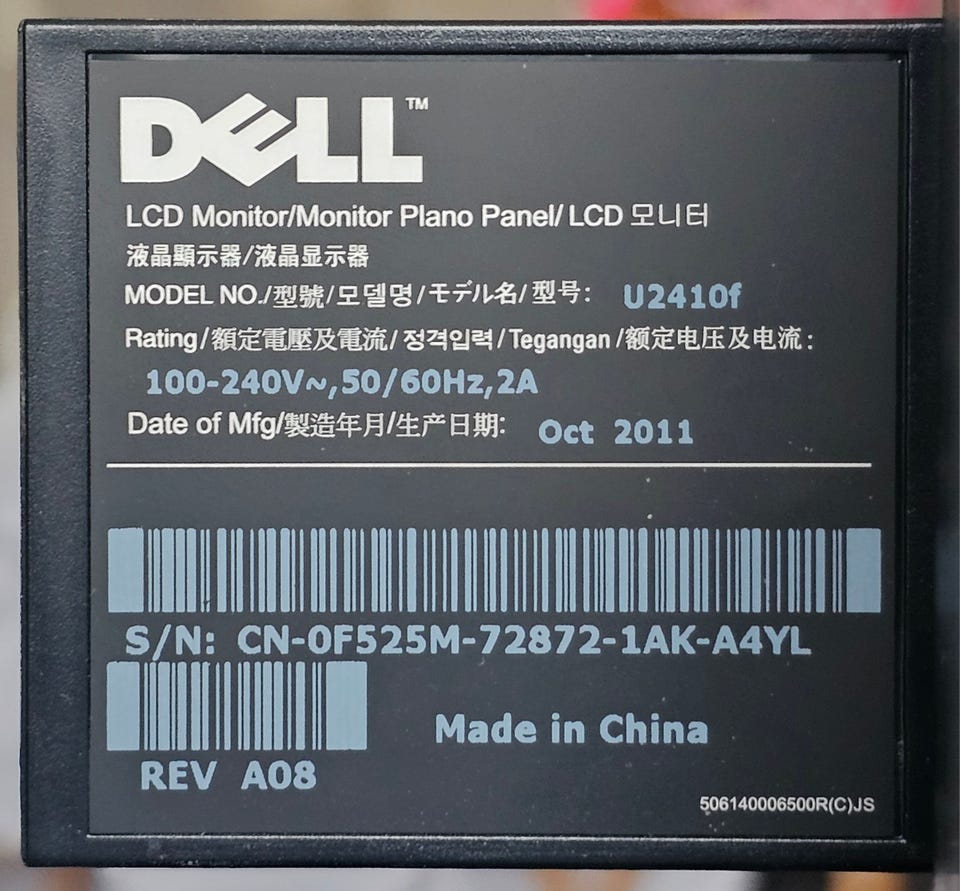 DELL™
LCD Monitor/Monitor Plano Panel/ LCD 모니터
液晶顯示器/液晶显示器
MODEL NO./型號/모델명/モデル名/型号: U2410f
Rating/額定電壓及電流/정격입력/Tegangan/额定电压及电流:
100-240V~,50/60Hz,2A
Date of Mfg/製造年月/生产日期: Oct 2011
S/N: CN-0F525M-72872-1AK-A4YL
Made in China
REV A08
506140006500R(C)JS